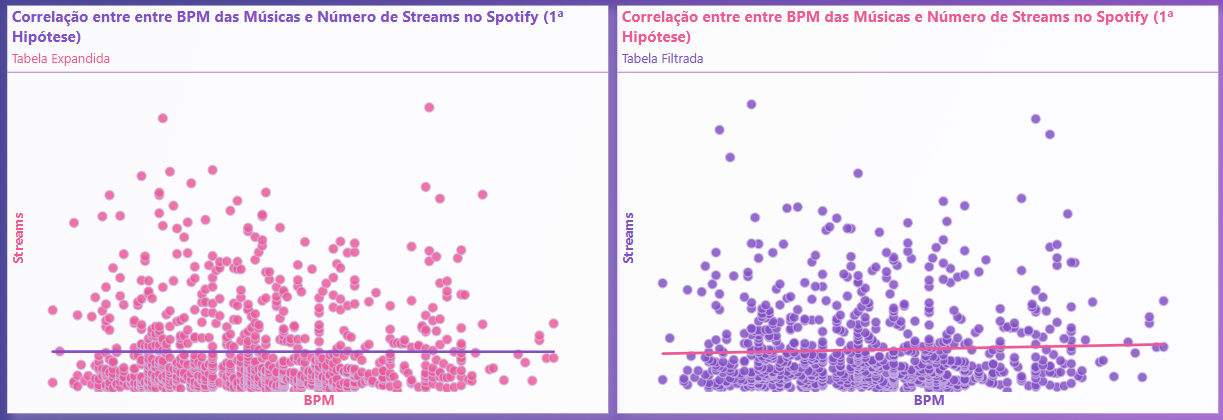 Correlação entre entre BPM das Músicas e Número de Streams no Spotify (1ª
Hipótese)
Tabela Expandida
Streams
BPM
Correlação entre entre BPM das Músicas e Número de Streams no Spotify (1ª
Hipótese)
Tabela Filtrada
Streams
BPM